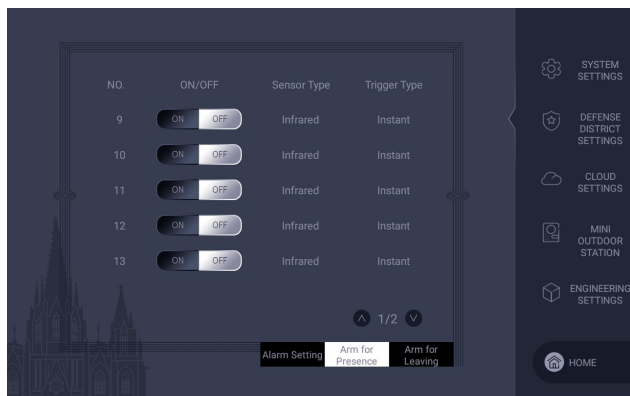 NO. ON/OFF Sensor Type Trigger Type
9 ON OFF Infrared Instant
10 ON OFF Infrared Instant
11 ON OFF Infrared Instant
12 ON OFF Infrared Instant
13 ON OFF Infrared Instant
1/2
Alarm Setting
Arm for
Presence
Arm for
Leaving
SYSTEM
SETTINGS
DEFENSE
DISTRICT
SETTINGS
CLOUD
SETTINGS
MINI
OUTDOOR
STATION
ENGINEERING
SETTINGS
HOME